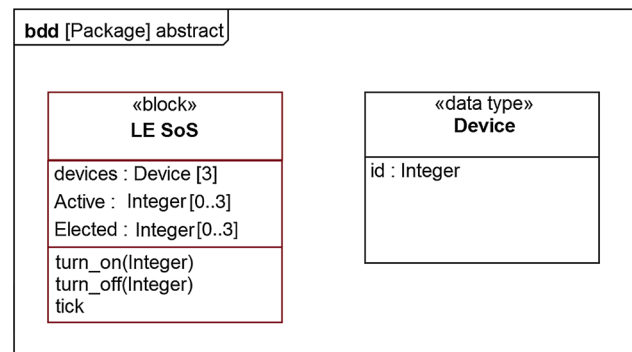 bdd [Package] abstract
«block»
LE SoS
devices : Device [3]
Active : Integer [0..3]
Elected : Integer [0..3]
turn_on(Integer)
turn_off(Integer)
tick
«data type»
Device
id : Integer